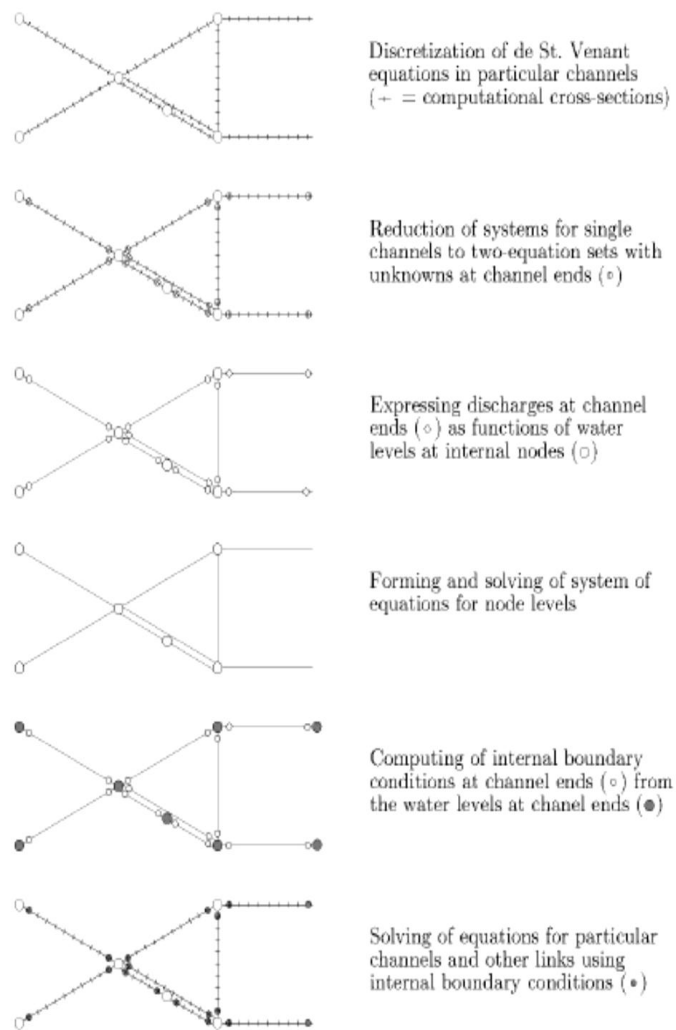 Discretization of de St. Venant
equations in particular channels
(+ = computational cross-sections)
Reduction of systems for single
channels to two-equation sets with
unknowns at channel ends (∘)
Expressing discharges at channel
ends (⋄) as functions of water
levels at internal nodes (○)
Forming and solving of system of
equations for node levels
Computing of internal boundary
conditions at channel ends (∘) from
the water levels at chanel ends (●)
Solving of equations for particular
channels and other links using
internal boundary conditions (•)